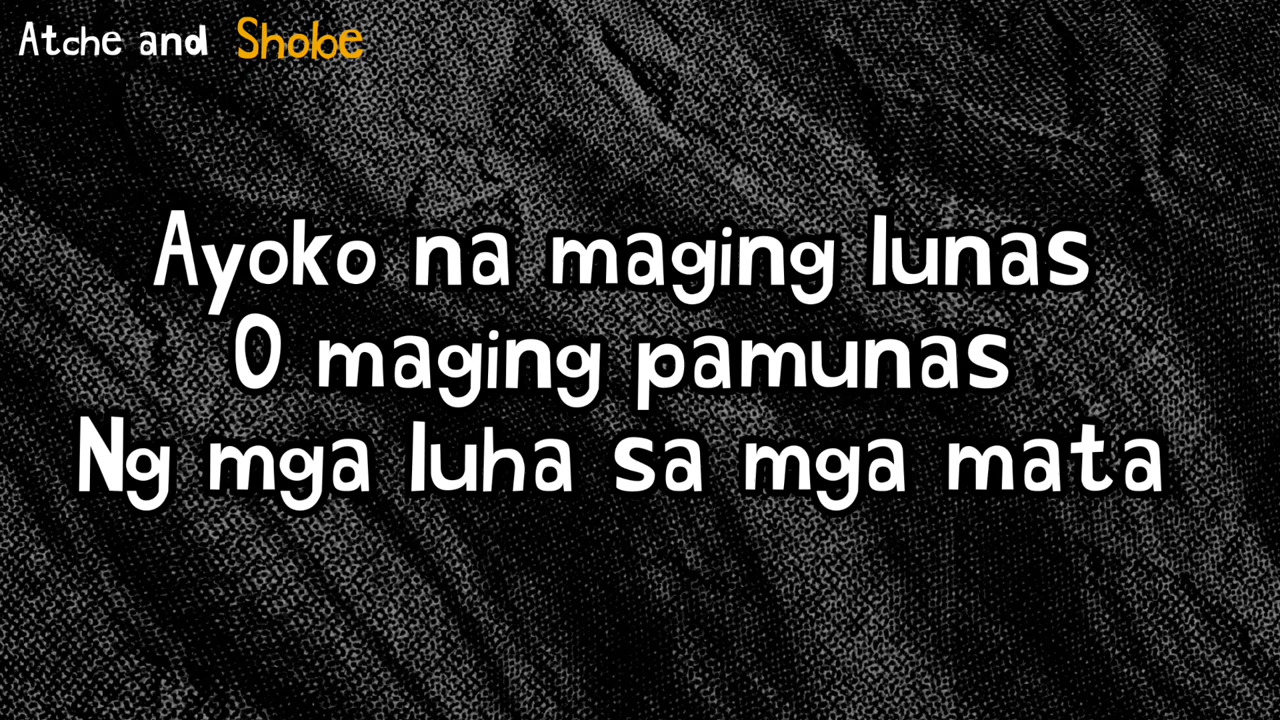 Atche and Shobe
Ayoko na maging lunas
O maging pamunas
Ng mga luha sa mga mata